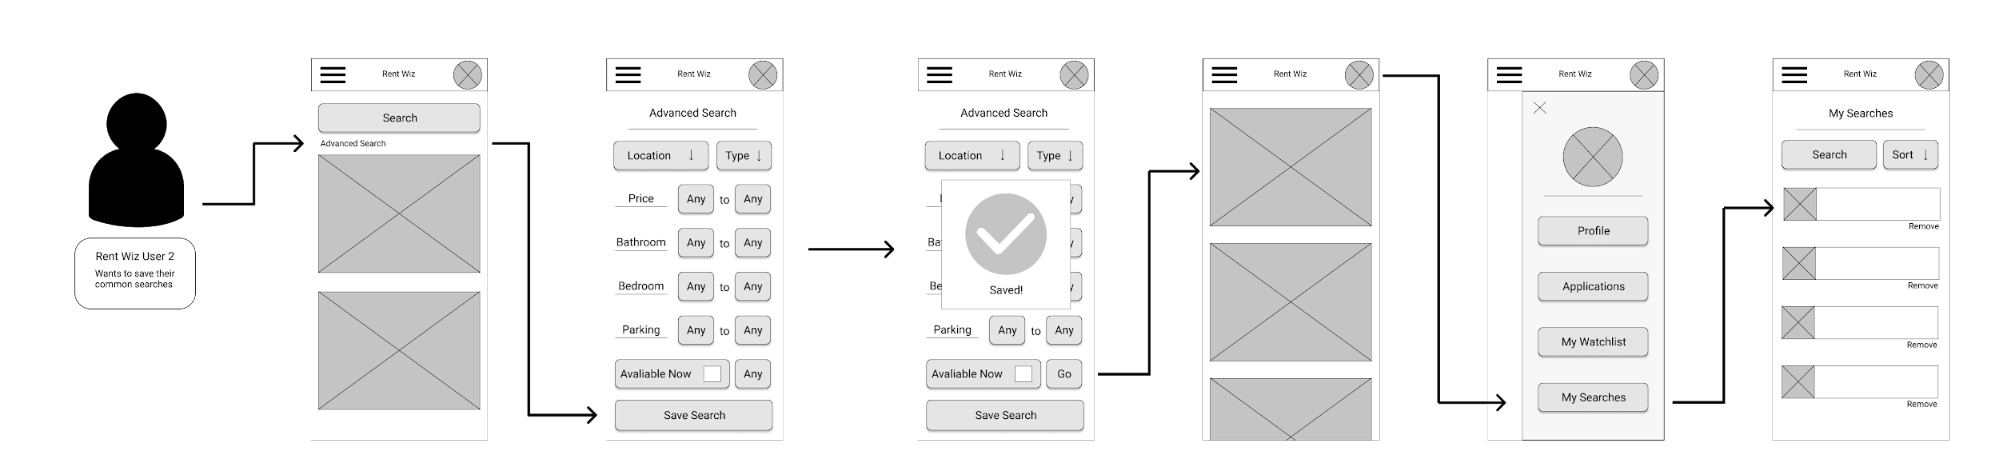 Rent Wiz User 2
Wants to save their
common searches
Rent Wiz
Search
Advanced Search
Rent Wiz
Advanced Search
Location ↓ Type ↓
Price Any to Any
Bathroom Any to Any
Bedroom Any to Any
Parking Any to Any
Avaliable Now Any
Save Search
Rent Wiz
Advanced Search
Location ↓ Type ↓
Saved!
Parking Any to Any
Avaliable Now Go
Save Search
Rent Wiz
Rent Wiz
Profile
Applications
My Watchlist
My Searches
Rent Wiz
My Searches
Search Sort ↓
Remove
Remove
Remove
Remove